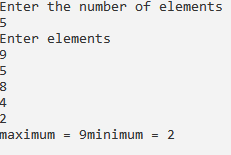 Enter the number of elements
5
Enter elements
9
5
8
4
2
maximum = 9minimum = 2